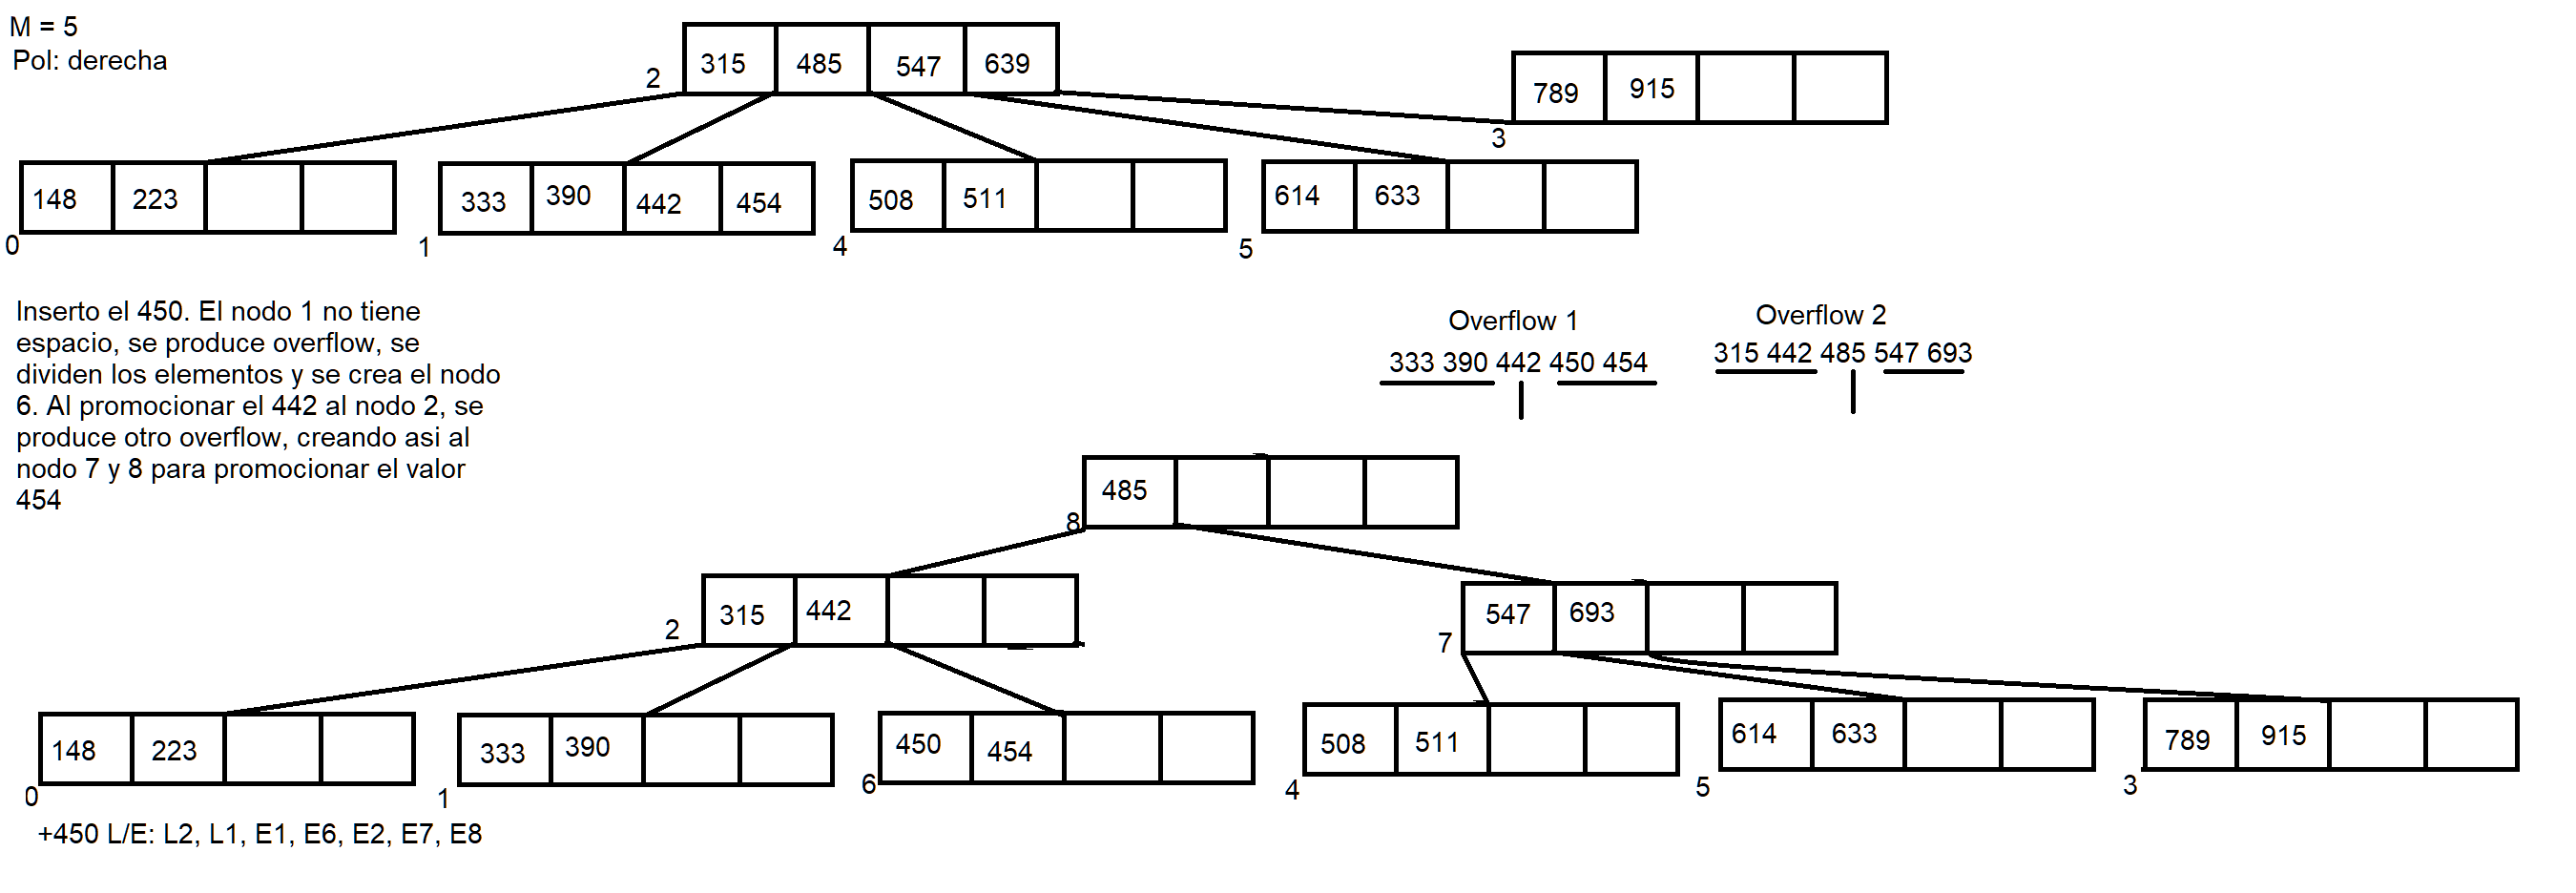 M = 5
Pol: derecha
2
315 485 547 639
789 915
3
148 223
333 390 442 454
508 511
614 633
0
1
4
5
Inserto el 450. El nodo 1 no tiene
espacio, se produce overflow, se
dividen los elementos y se crea el nodo
6. Al promocionar el 442 al nodo 2, se
produce otro overflow, creando asi al
nodo 7 y 8 para promocionar el valor
454
Overflow 1
333 390 442 450 454
Overflow 2
315 442 485 547 693
485
8
315 442
2
547 693
7
148 223
333 390
450 454
508 511
614 633
789 915
0
1
6
4
5
3
+450 L/E: L2, L1, E1, E6, E2, E7, E8